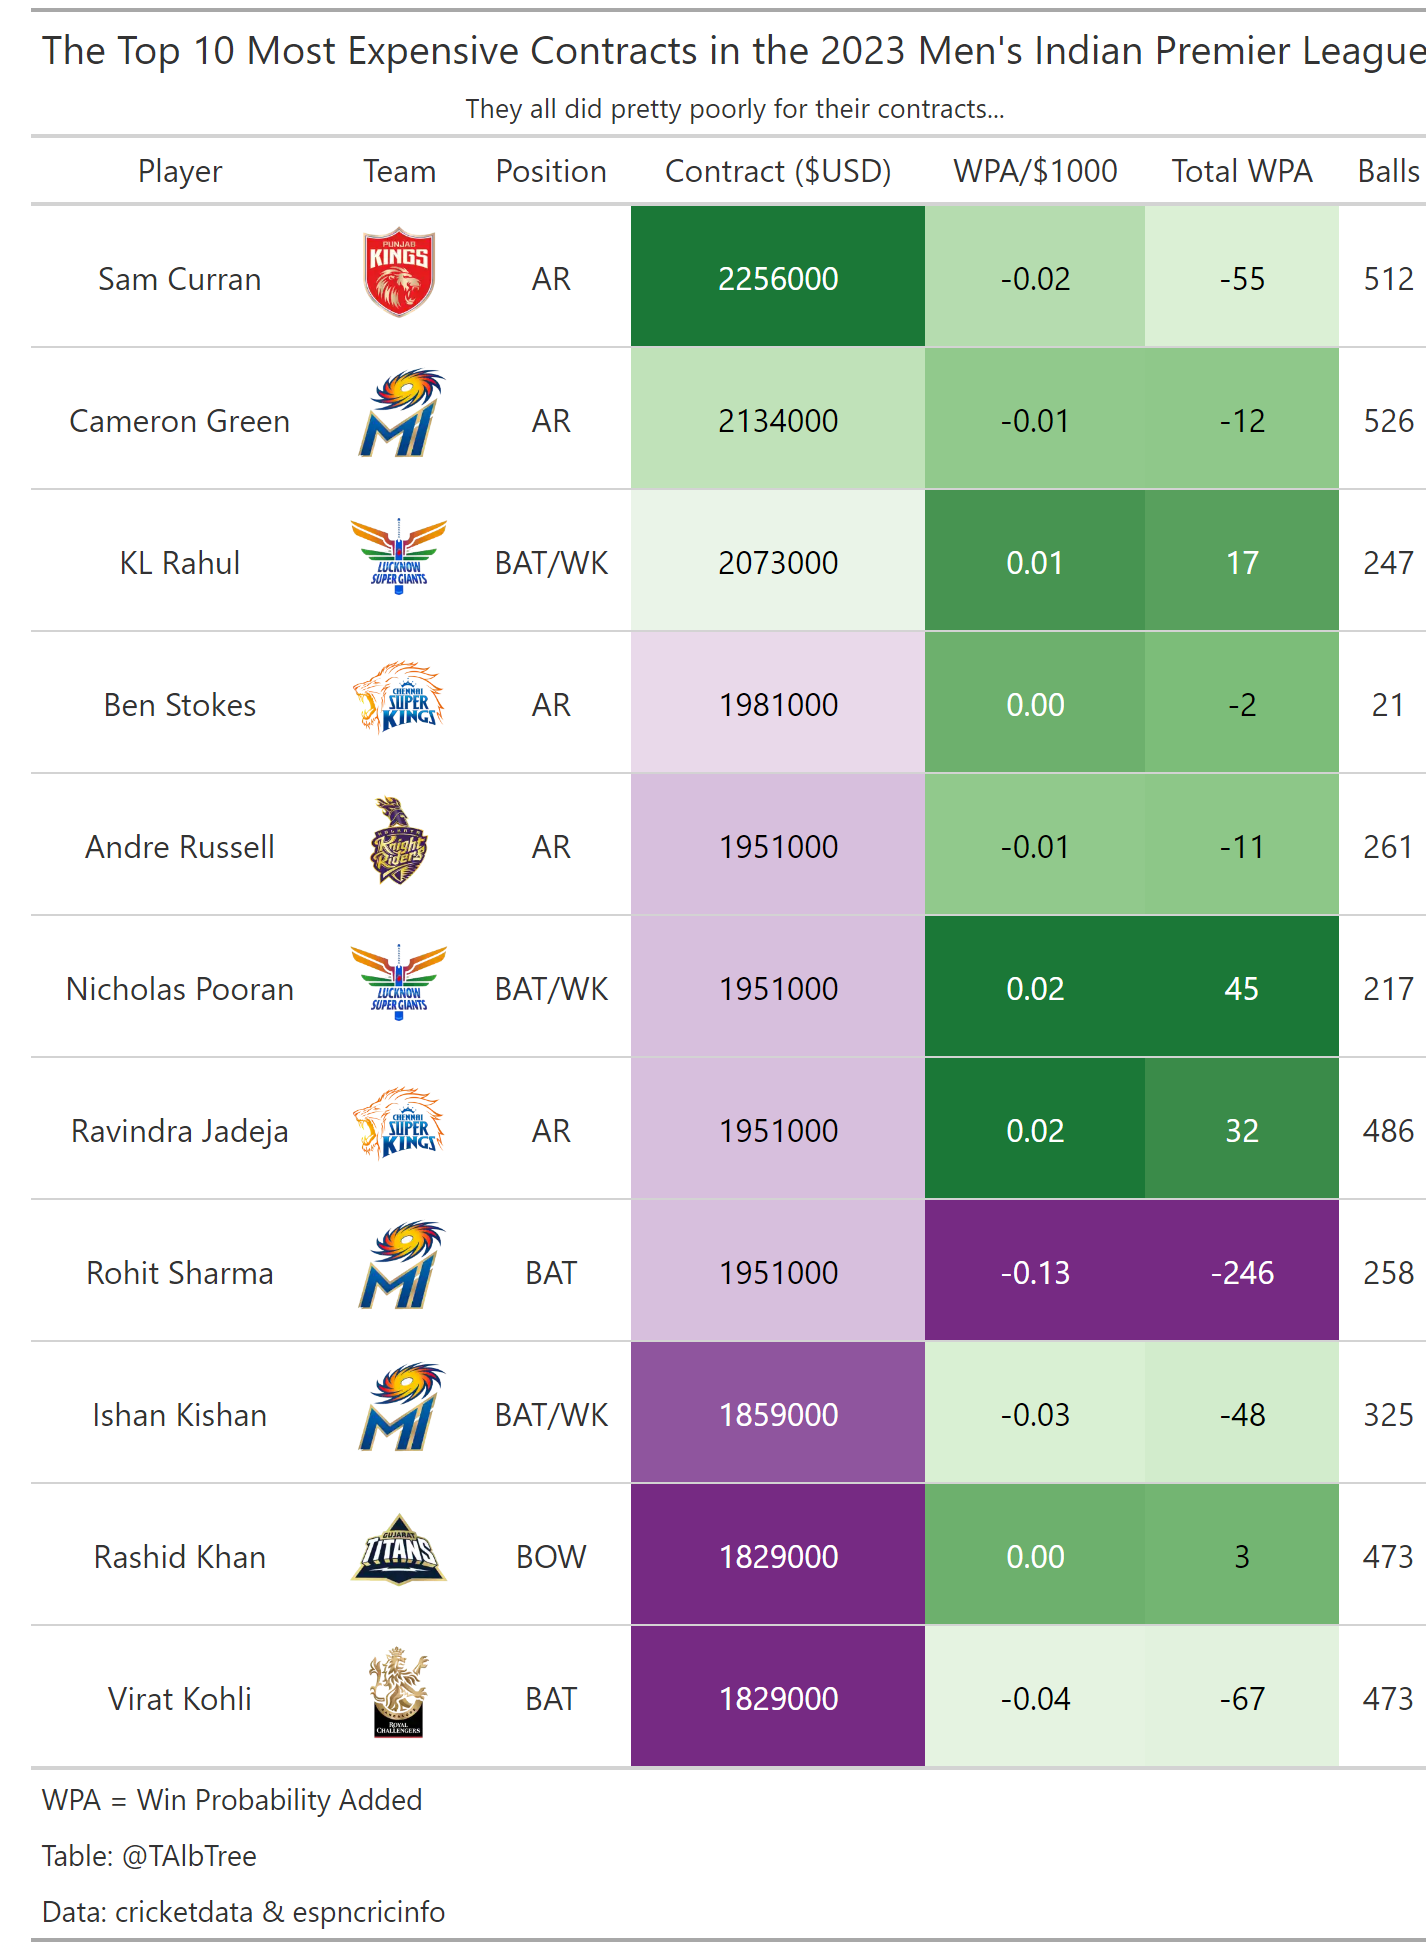 The Top 10 Most Expensive Contracts in the 2023 Men's Indian Premier League
They all did pretty poorly for their contracts...
Player Team Position Contract ($USD) WPA/$1000 Total WPA Balls
Sam Curran PUNJAB KINGS AR 2256000 -0.02 -55 512
Cameron Green MI AR 2134000 -0.01 -12 526
KL Rahul LUCKNOW SUPER GIANTS BAT/WK 2073000 0.01 17 247
Ben Stokes CHENNAI SUPER KINGS AR 1981000 0.00 -2 21
Andre Russell KOLKATA Knight Riders AR 1951000 -0.01 -11 261
Nicholas Pooran LUCKNOW SUPER GIANTS BAT/WK 1951000 0.02 45 217
Ravindra Jadeja CHENNAI SUPER KINGS AR 1951000 0.02 32 486
Rohit Sharma MI BAT 1951000 -0.13 -246 258
Ishan Kishan MI BAT/WK 1859000 -0.03 -48 325
Rashid Khan GUJARAT TITANS BOW 1829000 0.00 3 473
Virat Kohli ROYAL CHALLENGERS BAT 1829000 -0.04 -67 473
WPA = Win Probability Added
Table: @TAlbTree
Data: cricketdata & espncricinfo